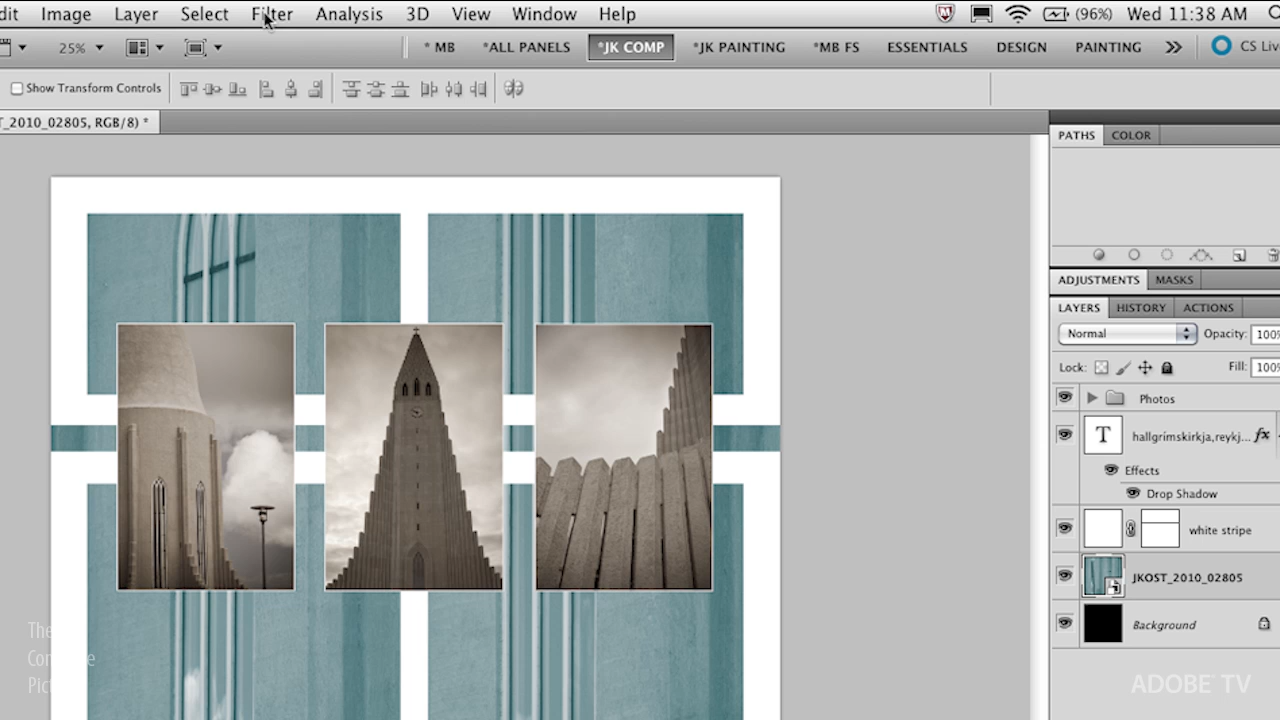 dit Image Layer Select Filter Analysis 3D View Window Help (96%) Wed 11:38 AM
25% * MB *ALL PANELS *JK COMP *JK PAINTING *MB FS ESSENTIALS DESIGN PAINTING CS Liv
Show Transform Controls
T_2010_02805, RGB/8) *
PATHS COLOR
ADJUSTMENTS MASKS
LAYERS HISTORY ACTIONS
Normal Opacity: 100%
Lock: Fill: 100%
Photos
T hallgrimskirkja,reykj... fx
Effects
Drop Shadow
white stripe
JKOST_2010_02805
Background
The
Com
Pict
ADOBE TV